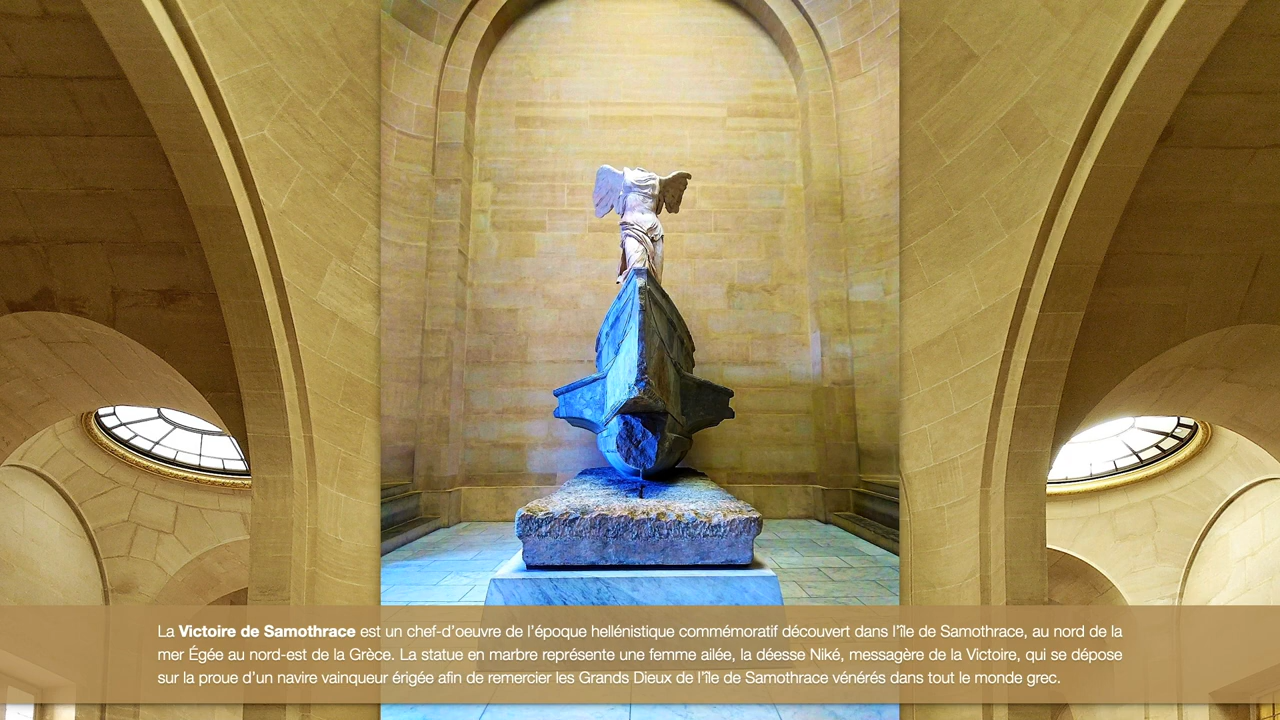 La Victoire de Samothrace est un chef-d'oeuvre de l'époque hellénistique commémoratif découvert dans l'île de Samothrace, au nord de la
mer Égée au nord-est de la Grèce. La statue en marbre représente une femme ailée, la déesse Niké, messagère de la Victoire, qui se dépose
sur la proue d'un navire vainqueur érigée afin de remercier les Grands Dieux de l'île de Samothrace vénérés dans tout le monde grec.